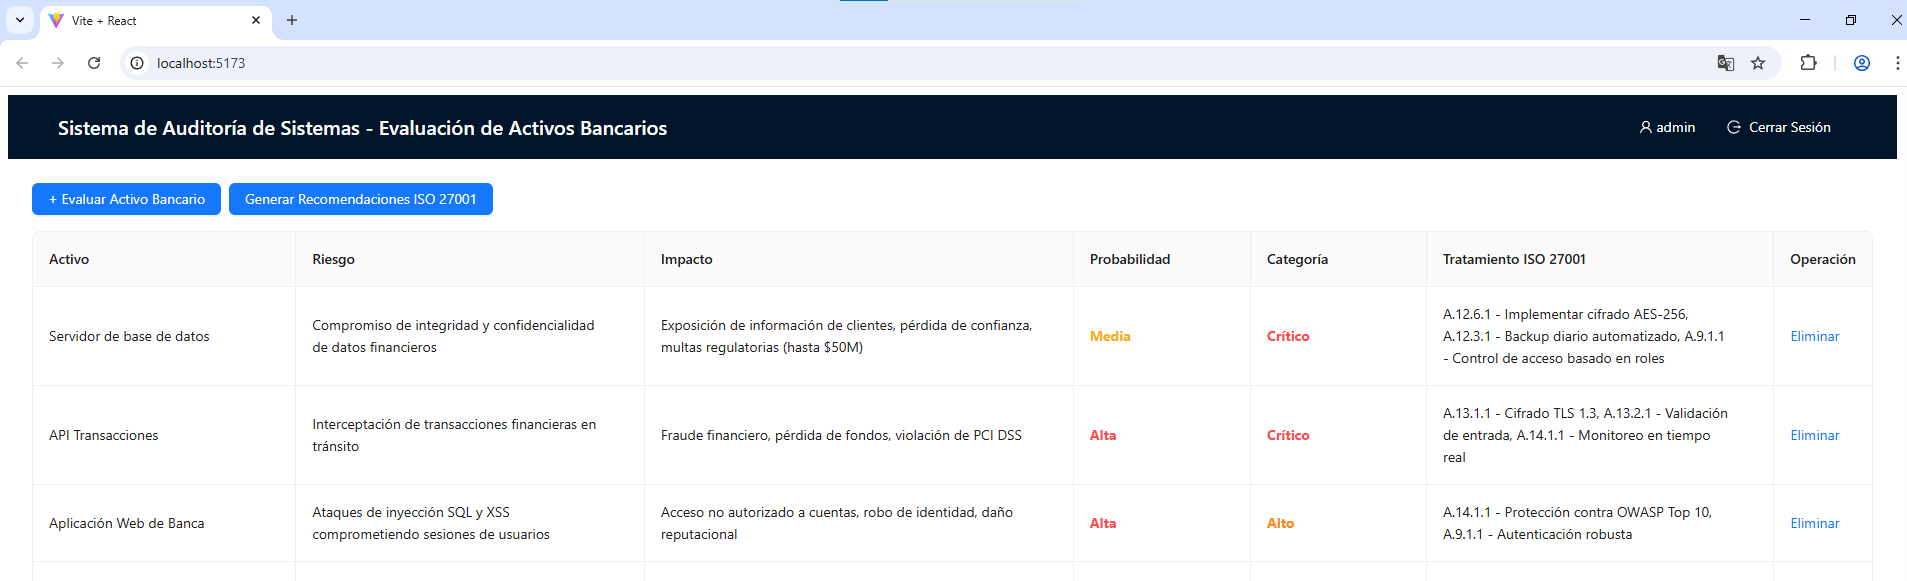 Vite + React
localhost:5173
Sistema de Auditoría de Sistemas - Evaluación de Activos Bancarios
admin
Cerrar Sesión
+ Evaluar Activo Bancario
Generar Recomendaciones ISO 27001
Activo
Riesgo
Impacto
Probabilidad
Categoría
Tratamiento ISO 27001
Operación
Servidor de base de datos
Compromiso de integridad y confidencialidad
de datos financieros
Exposición de información de clientes, pérdida de confianza,
multas regulatorias (hasta $50M)
Media
Crítico
A.12.6.1 - Implementar cifrado AES-256,
A.12.3.1 - Backup diario automatizado, A.9.1.1
- Control de acceso basado en roles
Eliminar
API Transacciones
Interceptación de transacciones financieras en
tránsito
Fraude financiero, pérdida de fondos, violación de PCI DSS
Alta
Crítico
A.13.1.1 - Cifrado TLS 1.3, A.13.2.1 - Validación
de entrada, A.14.1.1 - Monitoreo en tiempo
real
Eliminar
Aplicación Web de Banca
Ataques de inyección SQL y XSS
comprometiendo sesiones de usuarios
Acceso no autorizado a cuentas, robo de identidad, daño
reputacional
Alta
Alto
A.14.1.1 - Protección contra OWASP Top 10,
A.9.1.1 - Autenticación robusta
Eliminar